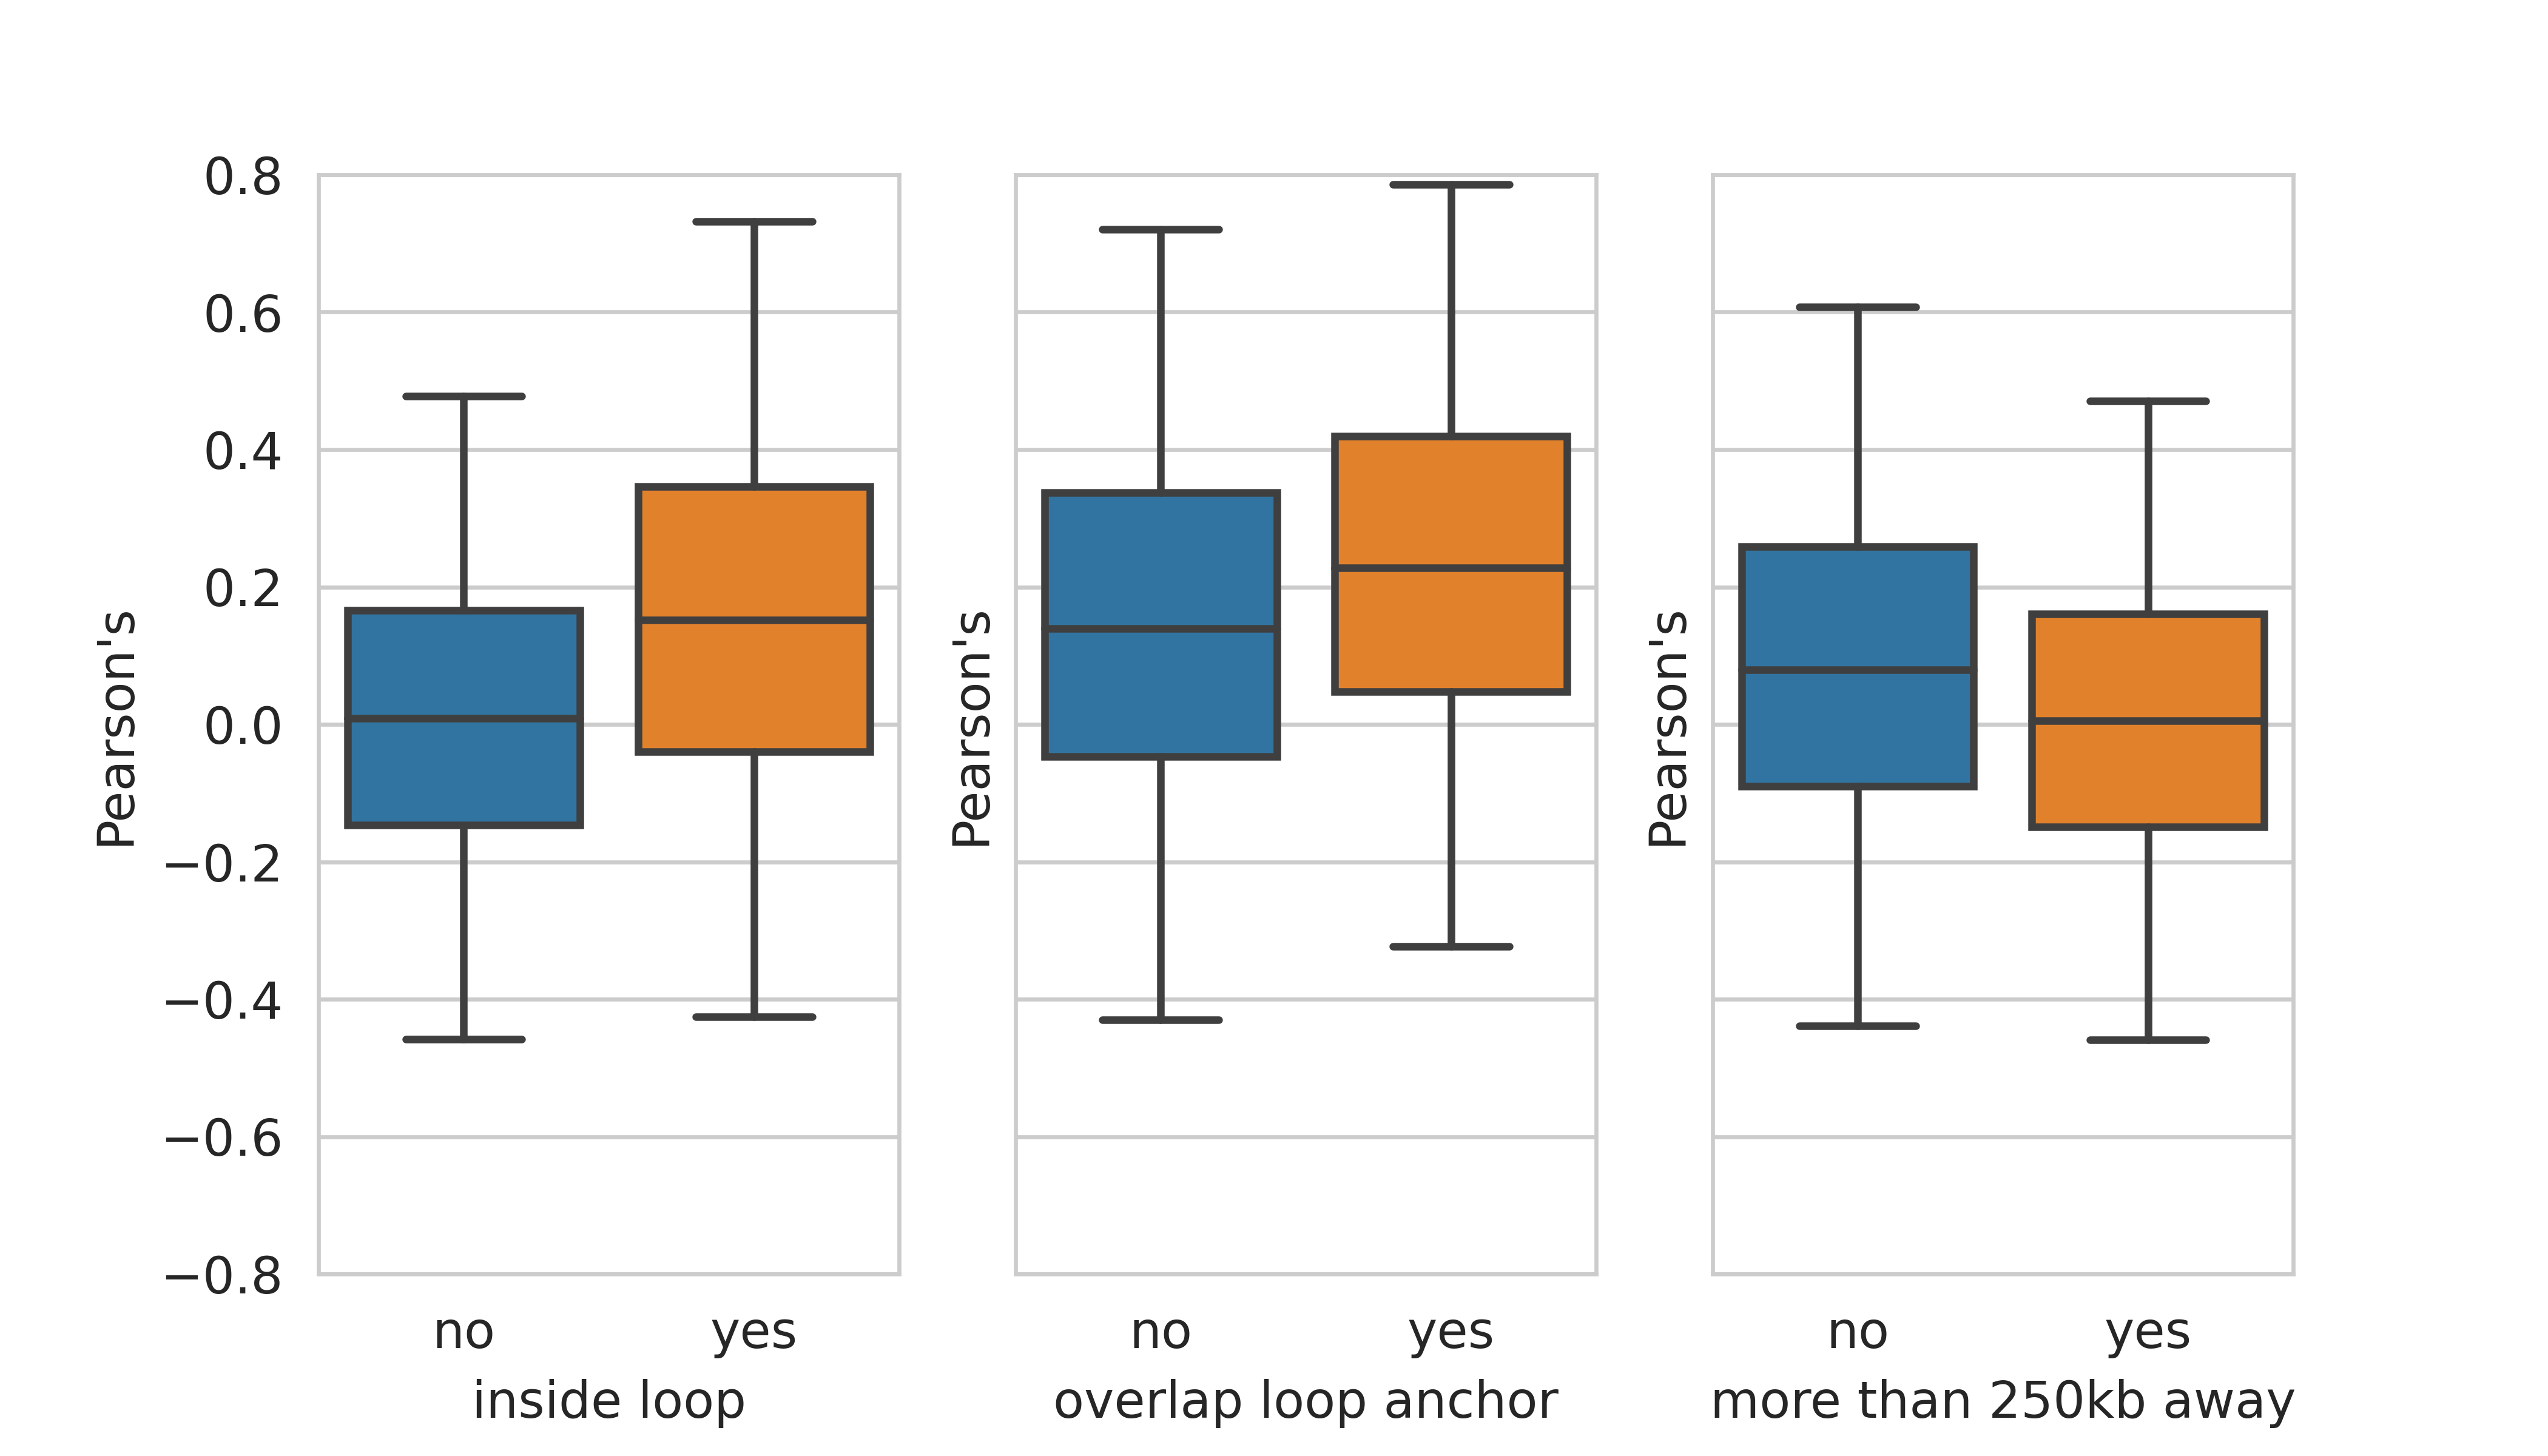 Pearson's
0.8
0.6
0.4
0.2
0.0
−0.2
−0.4
−0.6
−0.8
no yes
inside loop
Pearson's
no yes
overlap loop anchor
Pearson's
no yes
more than 250kb away